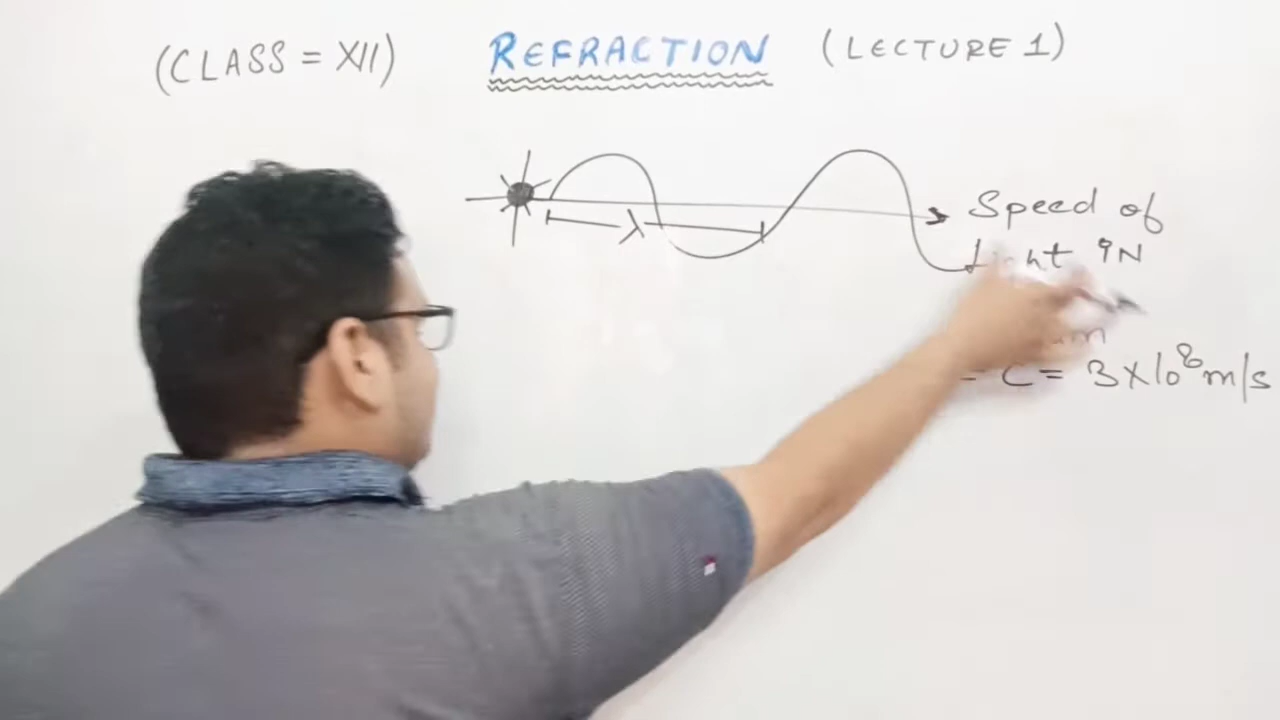 (CLASS = XII) REFRACTION (LECTURE 1)
λ Speed of
Light iN
C = 3 X 10⁸ m/s